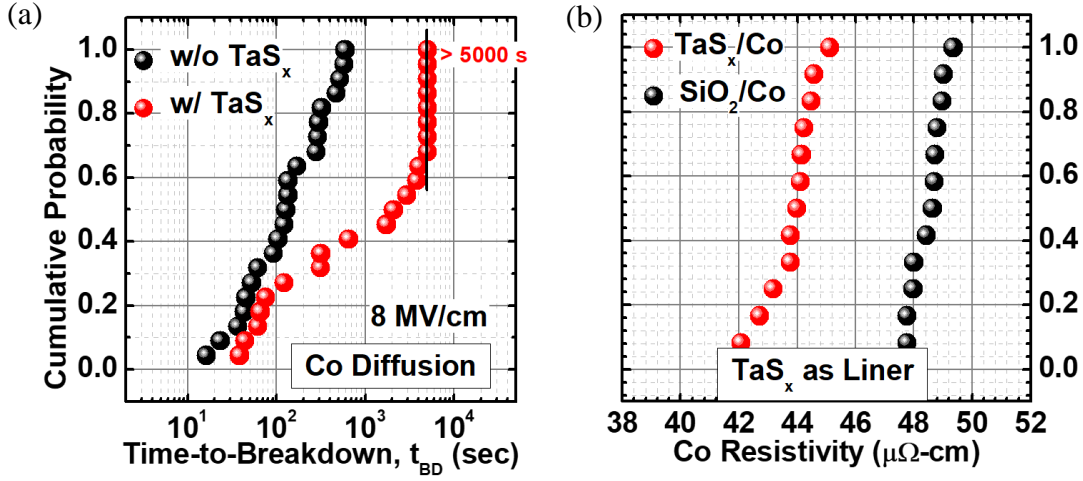 (a)
1.0
0.8
0.6
0.4
0.2
0.0
Cumulative Probability
w/o TaSₓ
w/ TaSₓ
> 5000 s
8 MV/cm
Co Diffusion
10¹ 10² 10³ 10⁴
Time-to-Breakdown, t_BD (sec)
(b)
TaSₓ/Co
SiO₂/Co
1.0
0.8
0.6
0.4
0.2
0.0
TaSₓ as Liner
38 40 42 44 46 48 50 52
Co Resistivity (μΩ-cm)